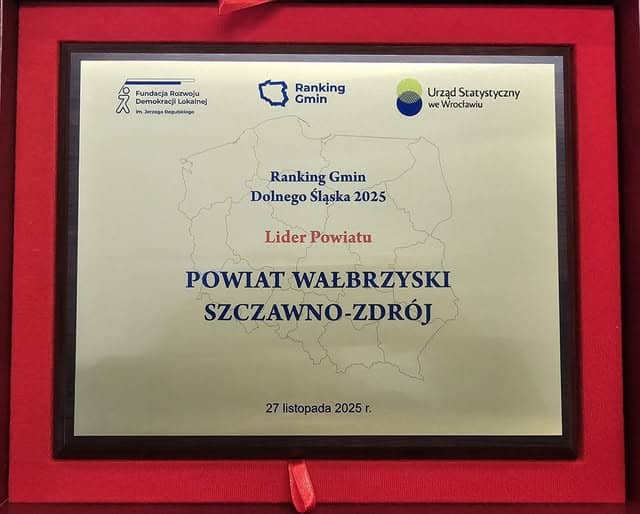 Fundacja Rozwoju
Demokracji Lokalnej
im. Jerzego Regulskiego
Ranking
Gmin
Urząd Statystyczny
we Wrocławiu
Ranking Gmin
Dolnego Śląska 2025
Lider Powiatu
POWIAT WAŁBRZYSKI
SZCZAWNO-ZDRÓJ
27 listopada 2025 r.